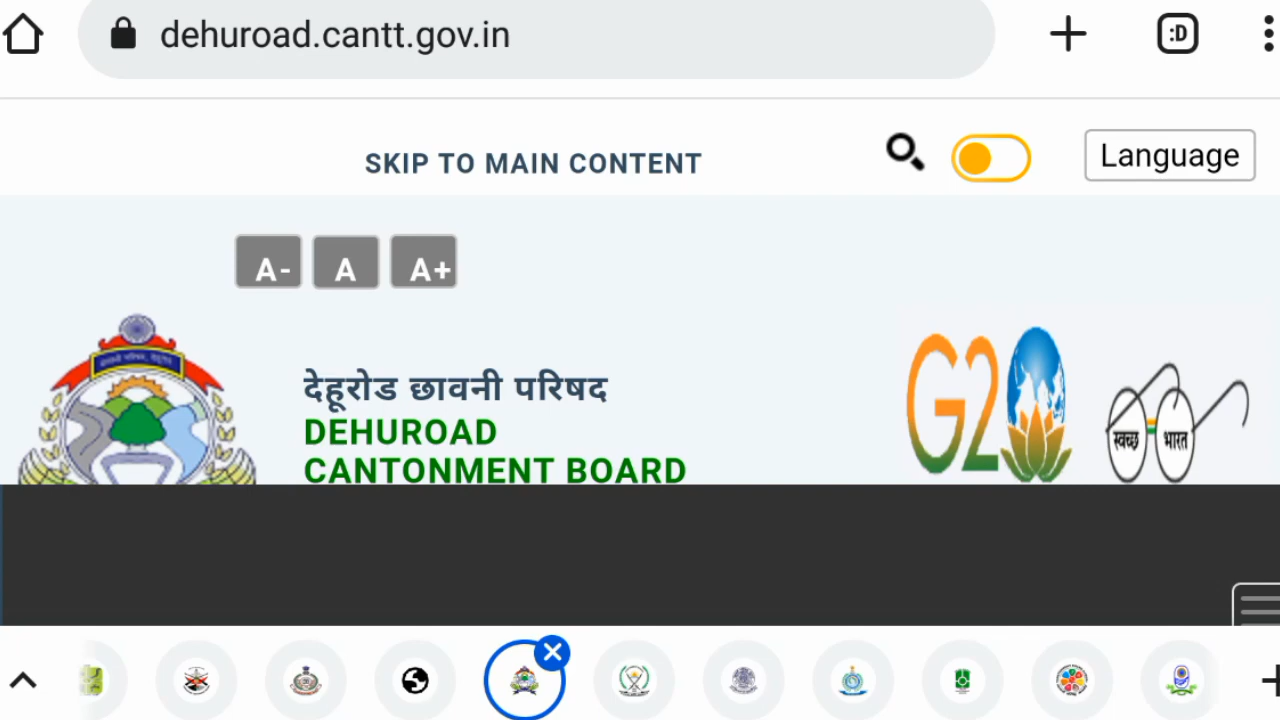 dehuroad.cantt.gov.in
:D
SKIP TO MAIN CONTENT
Language
A- A A+
देहूरोड छावनी परिषद
DEHUROAD
CANTONMENT BOARD
G20
स्वच्छ भारत